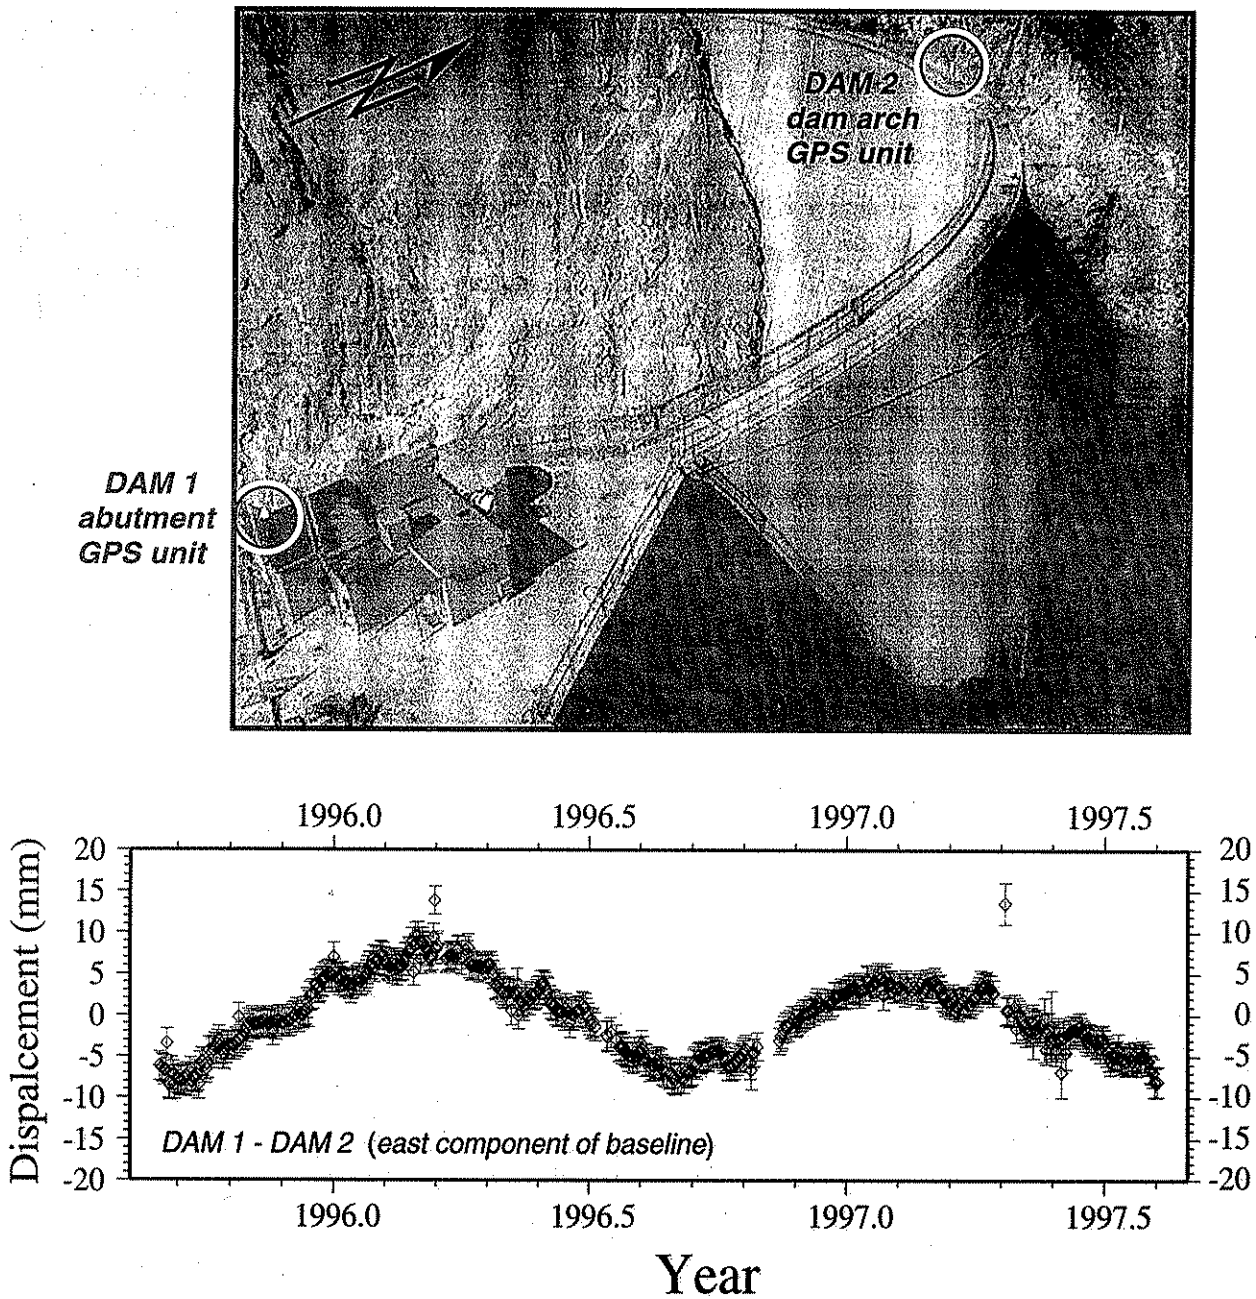 DAM 2
dam arch
GPS unit
DAM 1
abutment
GPS unit
1996.0 1996.5 1997.0 1997.5
Dispalcement (mm)
20 20
15 15
10 10
5 5
0 0
-5 -5
-10 -10
-15 -15
-20 -20
DAM 1 - DAM 2 (east component of baseline)
1996.0 1996.5 1997.0 1997.5
Year